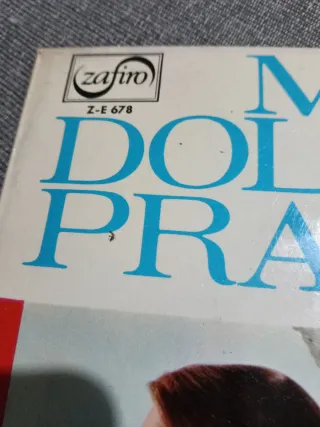 zafiro
Z-E 678
M
DOL
PRA